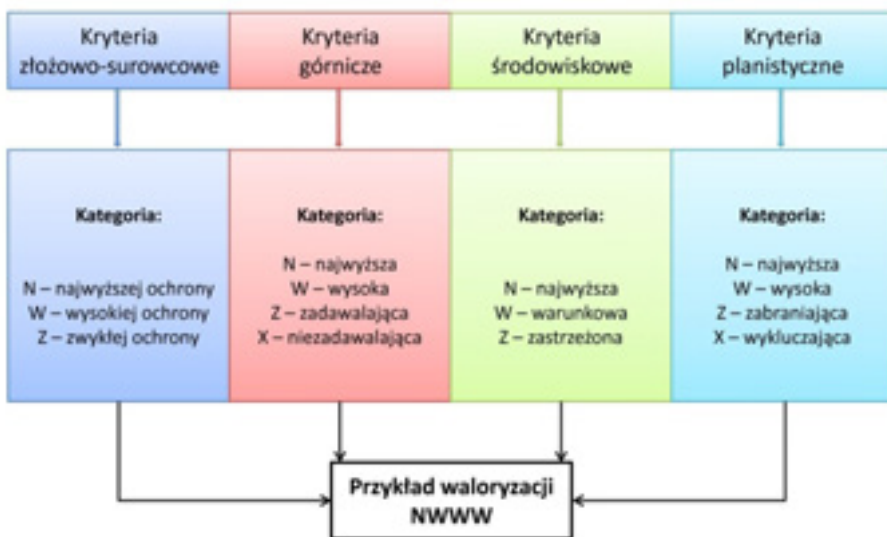 Kryteria
złożowo-surowcowe
Kryteria
górnicze
Kryteria
środowiskowe
Kryteria
planistyczne
Kategoria:
N – najwyższej ochrony
W – wysokiej ochrony
Z – zwykłej ochrony
Kategoria:
N – najwyższa
W – wysoka
Z – zadawalająca
X – niezadawalająca
Kategoria:
N – najwyższa
W – warunkowa
Z – zastrzeżona
Kategoria:
N – najwyższa
W – wysoka
Z – zabraniająca
X – wykluczająca
Przykład waloryzacji
NWWW